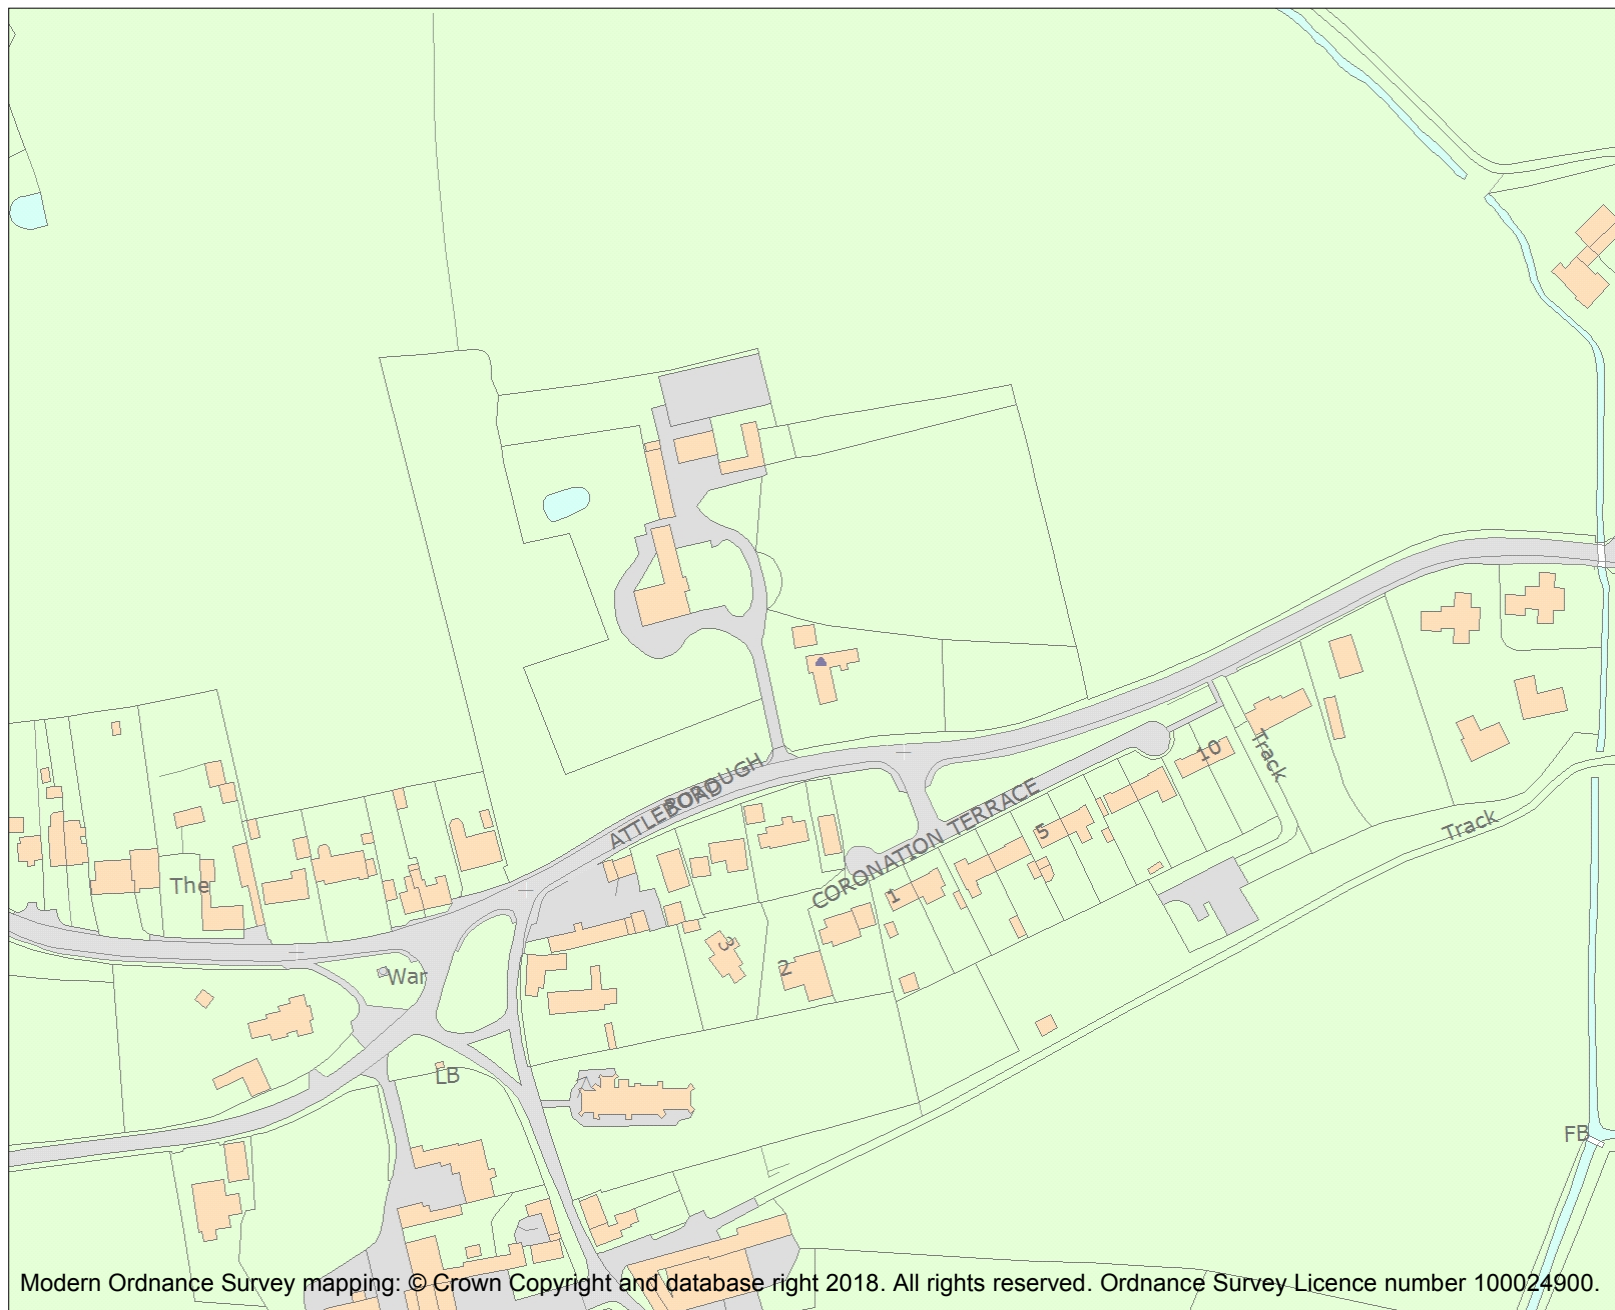 ATTLEBOROUGH
ROAD
10
Track
CORONATION TERRACE
5
Track
The
1
3
2
War
LB
FB
Modern Ordnance Survey mapping: © Crown Copyright and database right 2018. All rights reserved. Ordnance Survey Licence number 100024900.